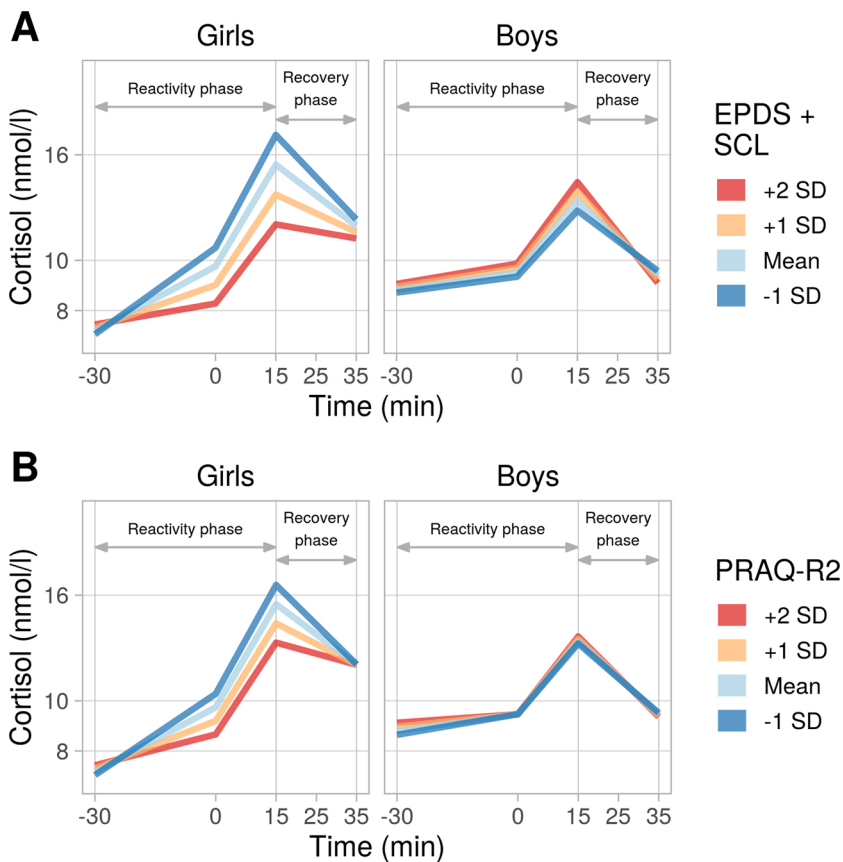 A
Girls
Boys
Reactivity phase
Recovery
phase
Reactivity phase
Recovery
phase
Cortisol (nmol/l)
16
10
8
-30 0 15 25 35
-30 0 15 25 35
Time (min)
EPDS +
SCL
+2 SD
+1 SD
Mean
-1 SD
B
Girls
Boys
Reactivity phase
Recovery
phase
Reactivity phase
Recovery
phase
Cortisol (nmol/l)
16
10
8
-30 0 15 25 35
-30 0 15 25 35
Time (min)
PRAQ-R2
+2 SD
+1 SD
Mean
-1 SD